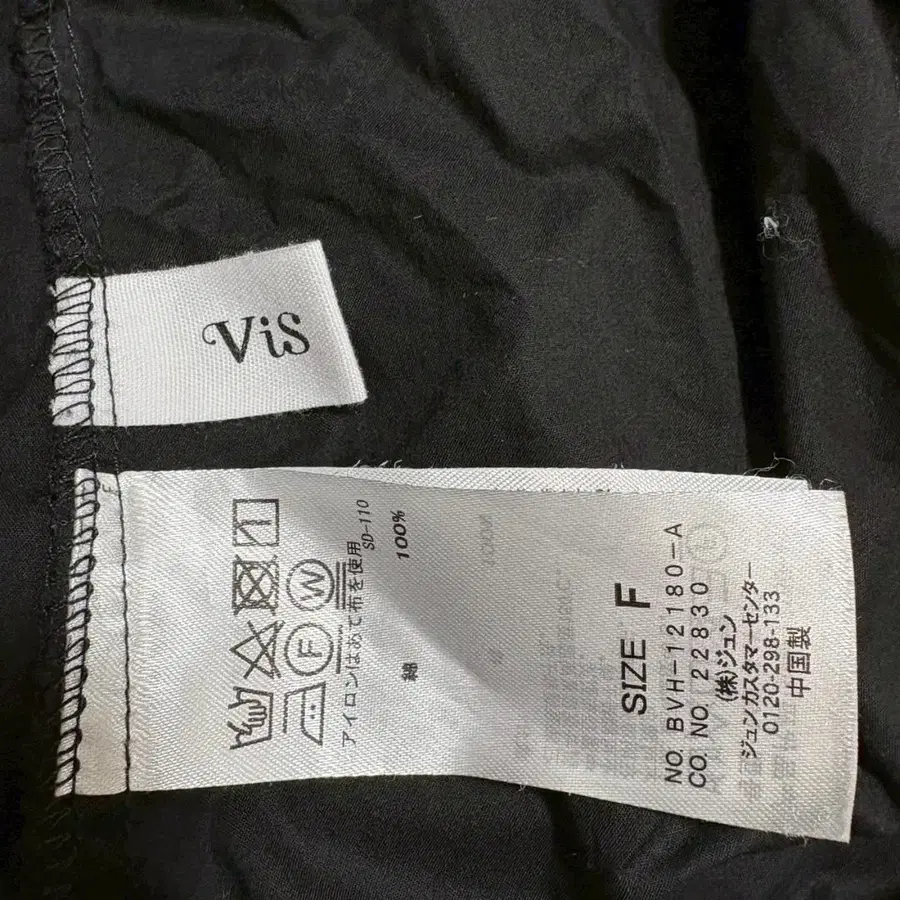 ViS
W
F
アイロンはあて布を使用
SD-110
綿 100%
SIZE F
NO. BVH-12180-A
CO. NO. 22830
(株)ジュン
ジュンカスタマーセンター
0120-298-133
中国製